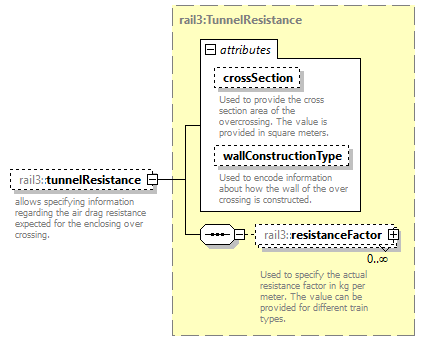 rail3:TunnelResistance
attributes
crossSection
Used to provide the cross
section area of the
overcrossing. The value is
provided in square meters.
wallConstructionType
Used to encode information
about how the wall of the over
crossing is constructed.
rail3::tunnelResistance
allows specifying information
regarding the air drag resistance
expected for the enclosing over
crossing.
rail3::resistanceFactor
0..∞
Used to specify the actual
resistance factor in kg per
meter. The value can be
provided for different train
types.